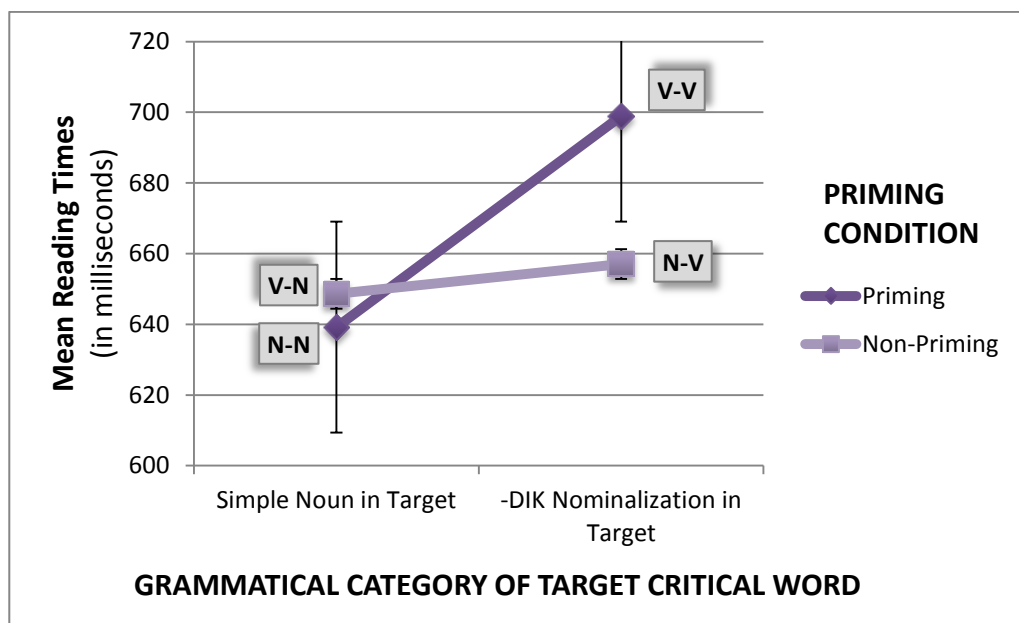 720
700
680
660
640
620
600
Mean Reading Times
(in milliseconds)
V-V
N-V
V-N
N-N
PRIMING
CONDITION
Priming
Non-Priming
Simple Noun in Target
-DIK Nominalization in
Target
GRAMMATICAL CATEGORY OF TARGET CRITICAL WORD